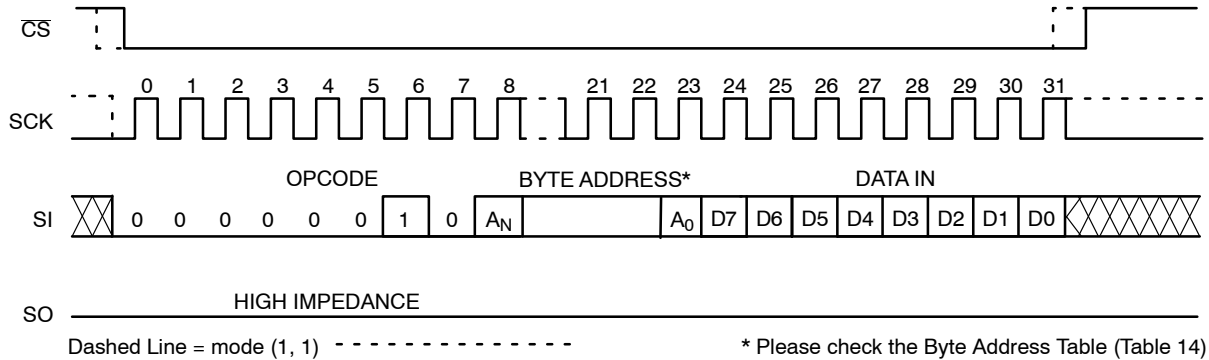 CS
0 1 2 3 4 5 6 7 8 21 22 23 24 25 26 27 28 29 30 31
SCK
OPCODE BYTE ADDRESS* DATA IN
SI 0 0 0 0 0 0 1 0 AN A0 D7 D6 D5 D4 D3 D2 D1 D0
HIGH IMPEDANCE
SO
Dashed Line = mode (1, 1) * Please check the Byte Address Table (Table 14)